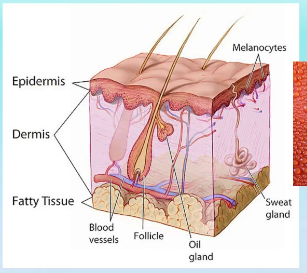 Melanocytes
Epidermis
Dermis
Fatty Tissue
Blood
vessels
Follicle
Oil
gland
Sweat
gland